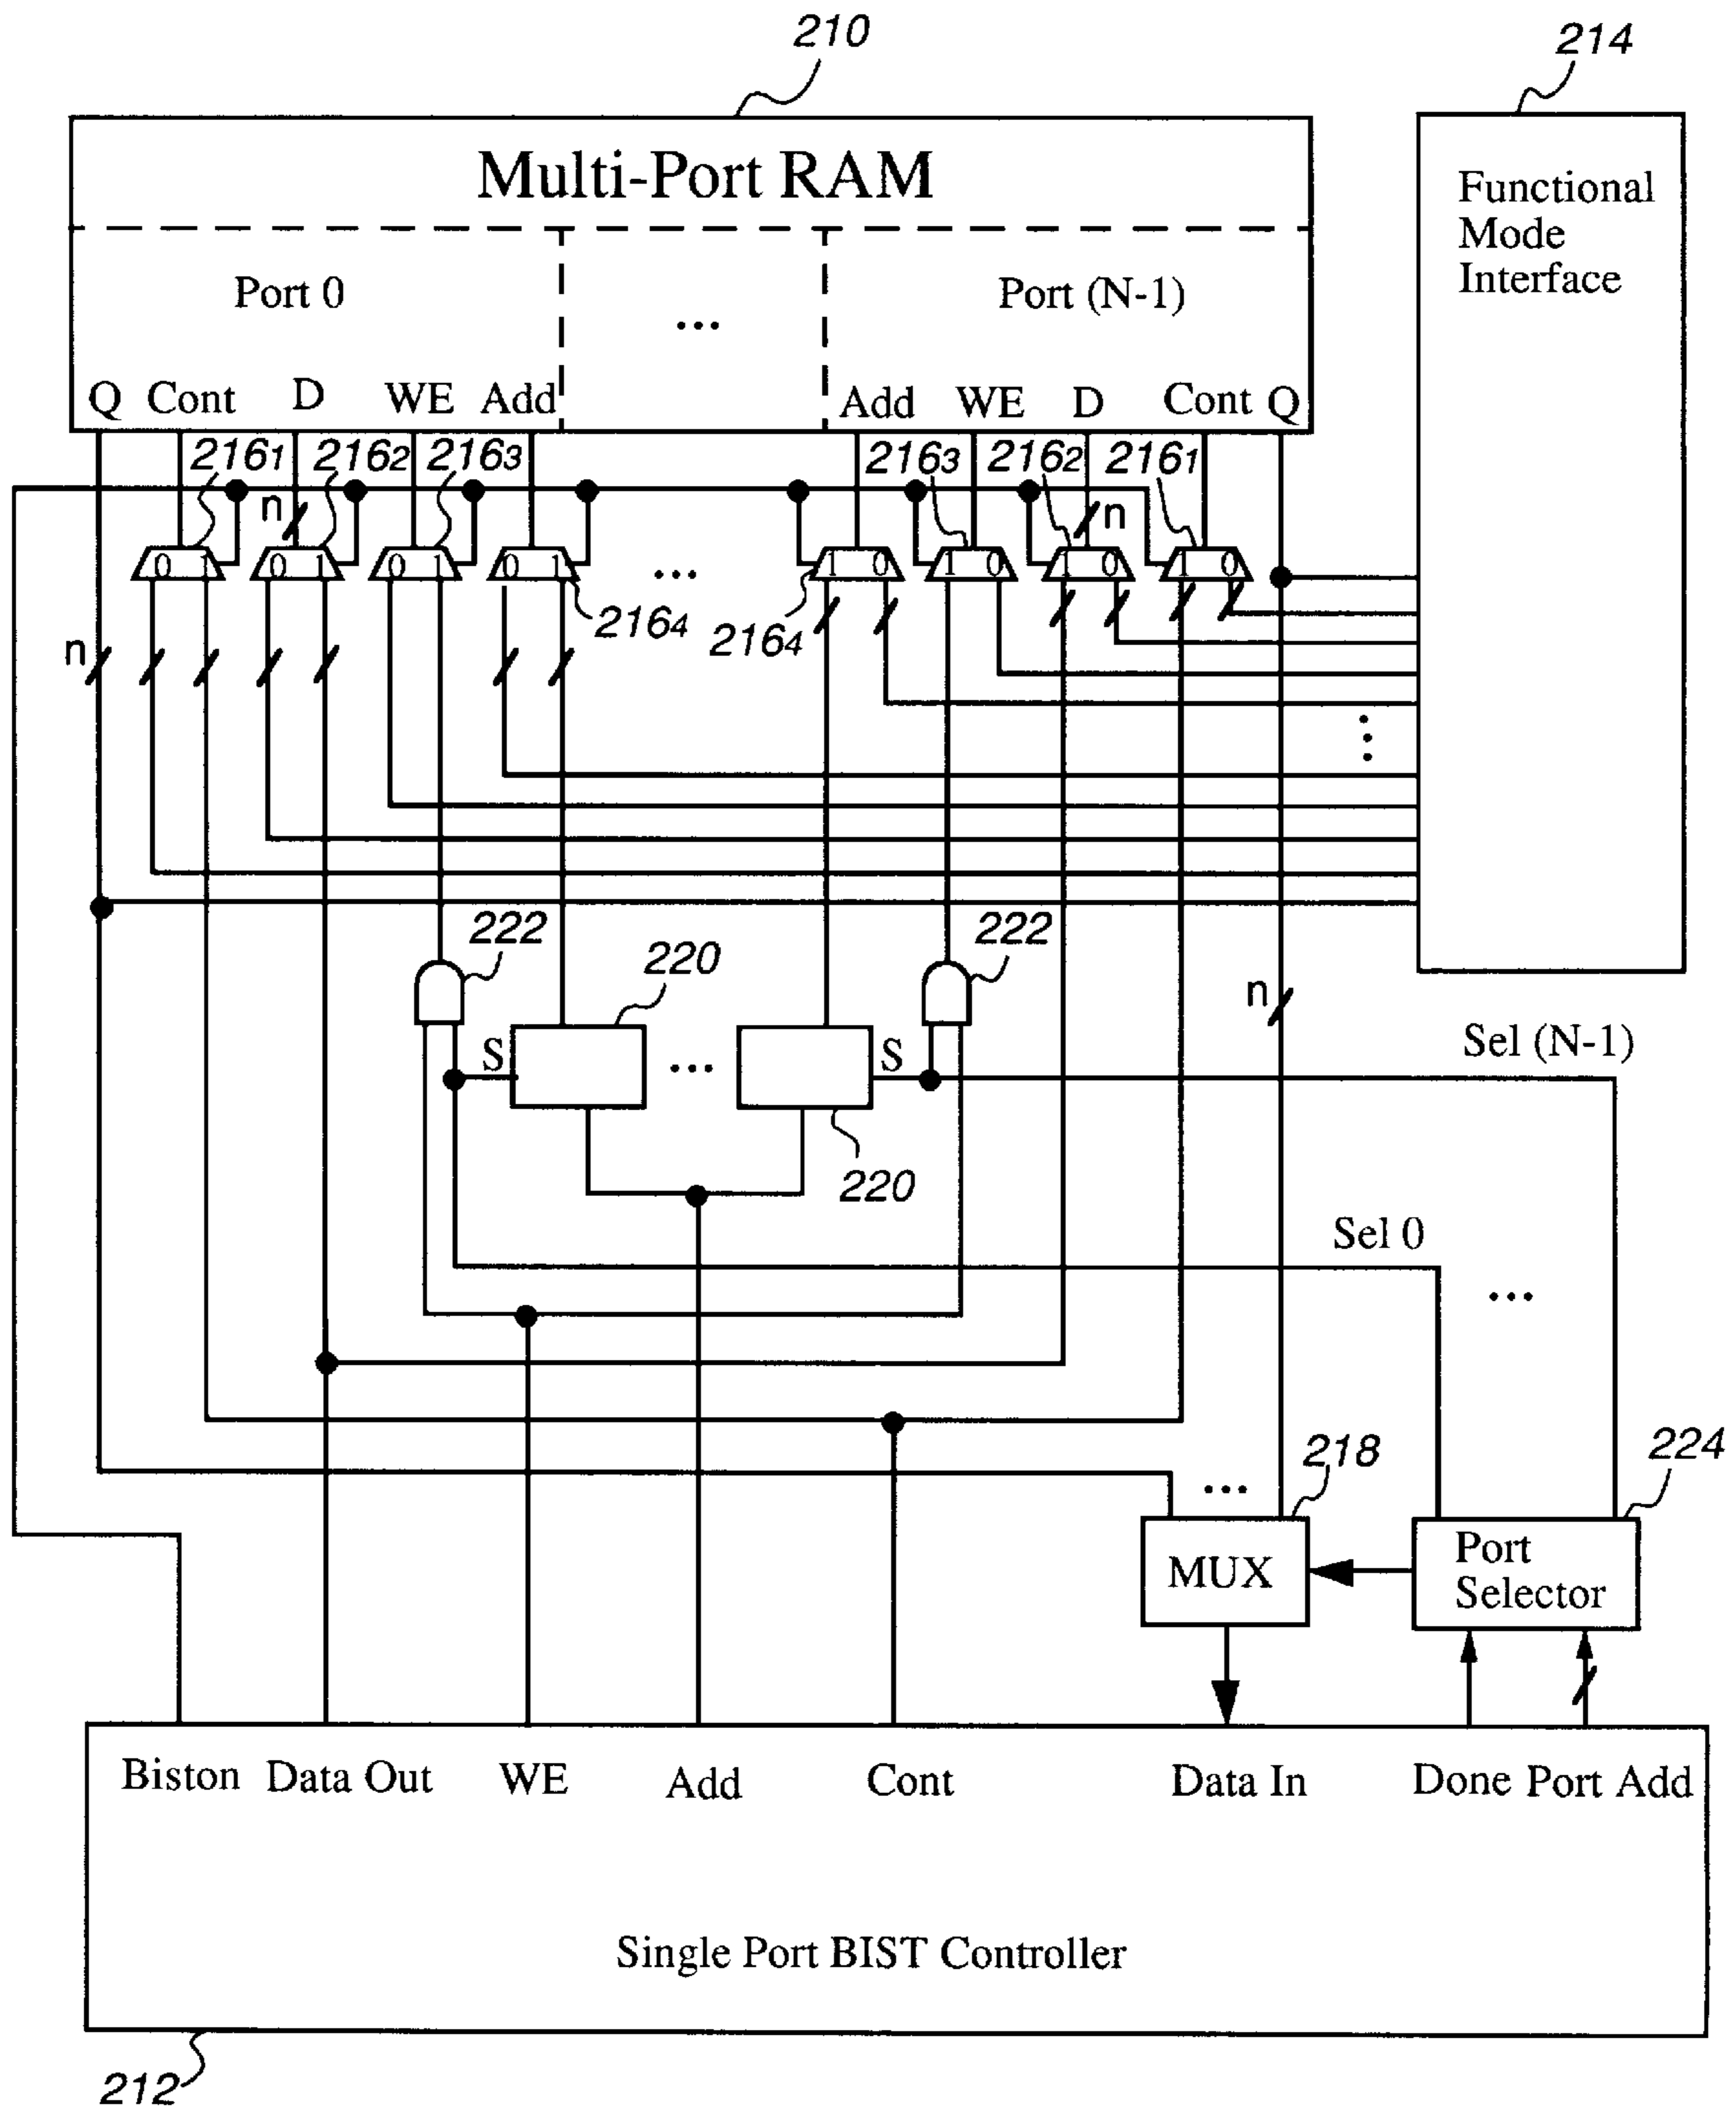 210
214
Multi-Port RAM
Functional
Mode
Interface
Port 0
...
Port (N-1)
Q Cont D WE Add
Add WE D Cont Q
2161 2162 2163
2163 2162 2161
n
n
0 1 0 1 0 1 0 1
...
1 0 1 0 1 0 1 0
2164
2164
n
222
222
220
n
S
...
S
Sel (N-1)
220
Sel 0
...
218
224
...
MUX
Port
Selector
Biston Data Out WE Add Cont Data In Done Port Add
Single Port BIST Controller
212